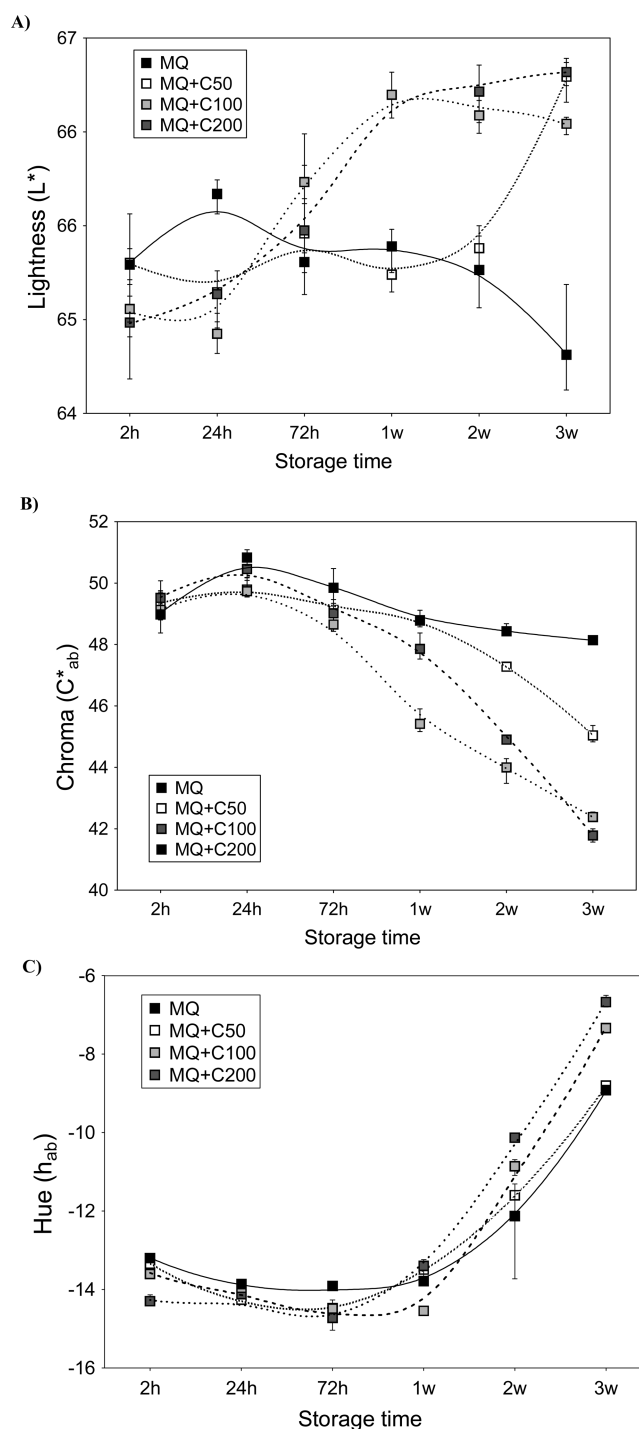 A)
67
66
66
65
64
Lightness (L*)
MQ
MQ+C50
MQ+C100
MQ+C200
2h 24h 72h 1w 2w 3w
Storage time
B)
52
50
48
46
44
42
40
Chroma (C*ab)
MQ
MQ+C50
MQ+C100
MQ+C200
2h 24h 72h 1w 2w 3w
Storage time
C)
-6
-8
-10
-12
-14
-16
Hue (hab)
MQ
MQ+C50
MQ+C100
MQ+C200
2h 24h 72h 1w 2w 3w
Storage time